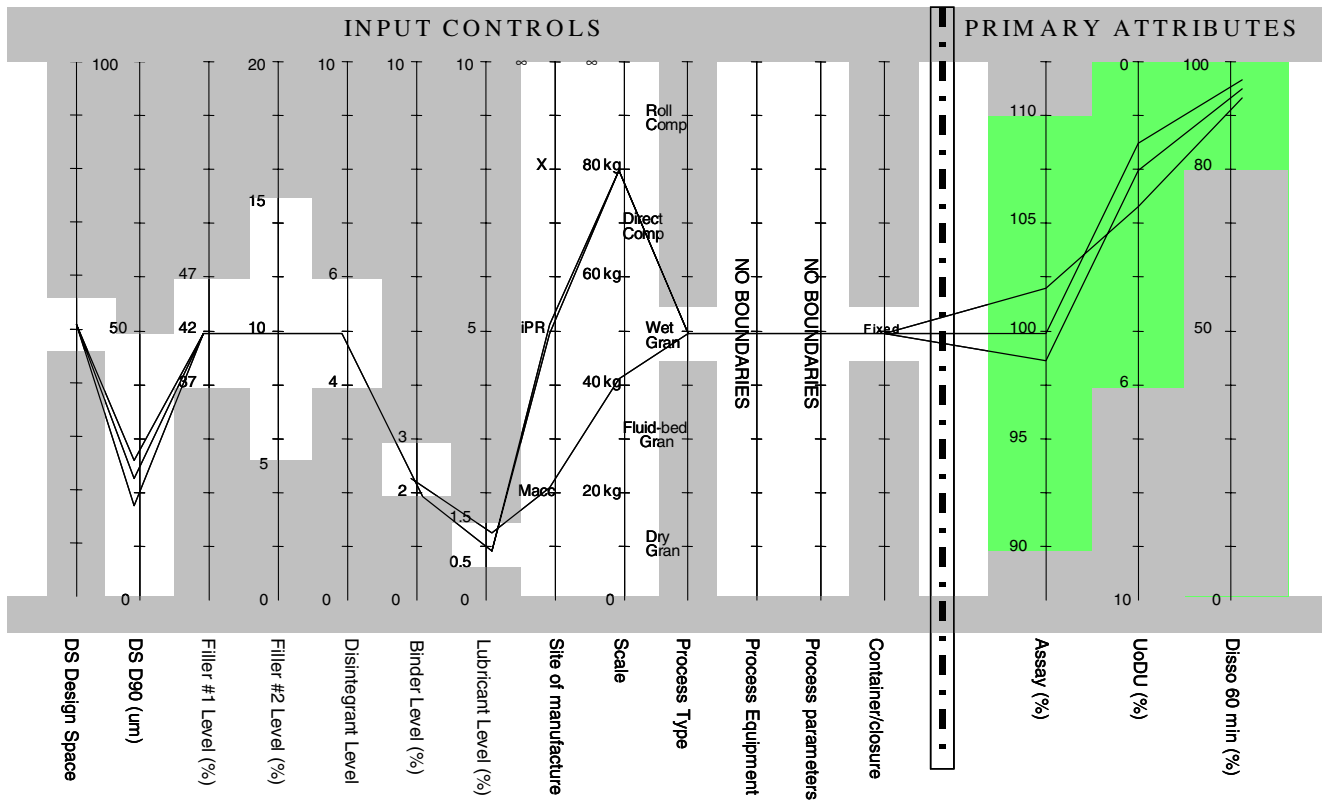 INPUT CONTROLS
PRIMARY ATTRIBUTES
100
20
10
10
10
∞
∞
0
100
Roll
Comp
110
X
80 kg
80
15
Direct
Comp
105
47
6
60 kg
NO BOUNDARIES
NO BOUNDARIES
50
42
10
5
iPR
Wet
Gran
Fixed
100
50
37
4
40 kg
6
3
Fluid-bed
Gran
95
5
2
Macc
20 kg
1.5
Dry
Gran
90
0.5
0
0
0
0
0
0
10
0
DS Design Space
DS D90 (um)
Filler #1 Level (%)
Filler #2 Level (%)
Disintegrant Level
Binder Level (%)
Lubricant Level (%)
Site of manufacture
Scale
Process Type
Process Equipment
Process parameters
Container/closure
Assay (%)
UoDU (%)
Disso 60 min (%)